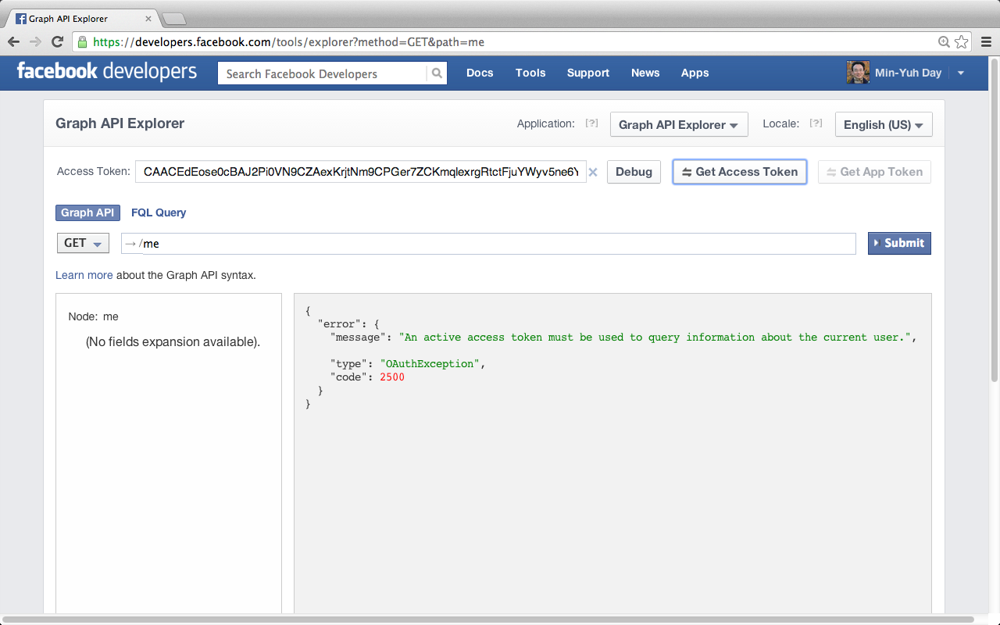 Graph API Explorer
https://developers.facebook.com/tools/explorer?method=GET&path=me
facebook developers Search Facebook Developers Docs Tools Support News Apps Min-Yuh Day
Graph API Explorer Application: [?] Graph API Explorer Locale: [?] English (US)
Access Token: CAACEdEose0cBAJ2Pi0VN9CZAexKrjtNm9CPGer7ZCKmqlexrgRtctFjuYWyv5ne6Y Debug Get Access Token Get App Token
Graph API FQL Query
GET → /me Submit
Learn more about the Graph API syntax.
Node: me
(No fields expansion available).
{
"error": {
"message": "An active access token must be used to query information about the current user.",
"type": "OAuthException",
"code": 2500
}
}